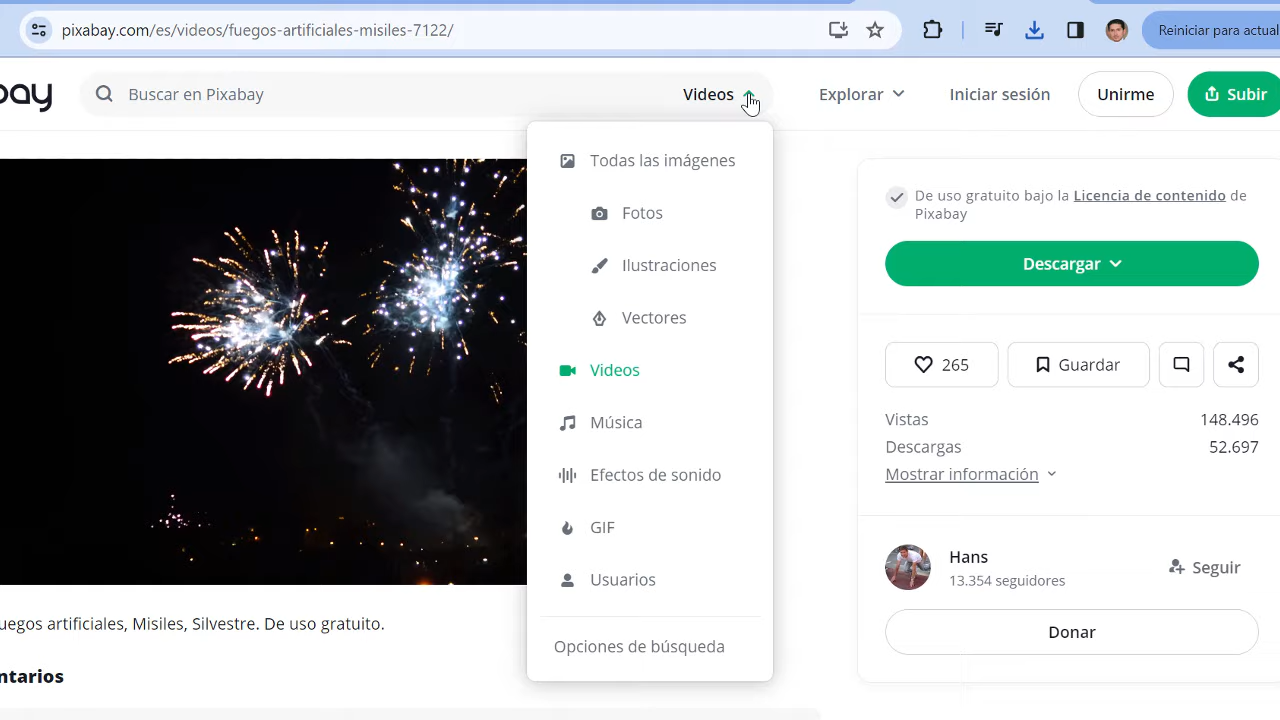 pixabay.com/es/videos/fuegos-artificiales-misiles-7122/
Reiniciar para actual
bay
Buscar en Pixabay
Videos
Explorar
Iniciar sesión
Unirme
Subir
Todas las imágenes
Fotos
Ilustraciones
Vectores
Videos
Música
Efectos de sonido
GIF
Usuarios
Opciones de búsqueda
De uso gratuito bajo la Licencia de contenido de
Pixabay
Descargar
265
Guardar
Vistas 148.496
Descargas 52.697
Mostrar información
Hans
13.354 seguidores
Seguir
Donar
uegos artificiales, Misiles, Silvestre. De uso gratuito.
ntarios